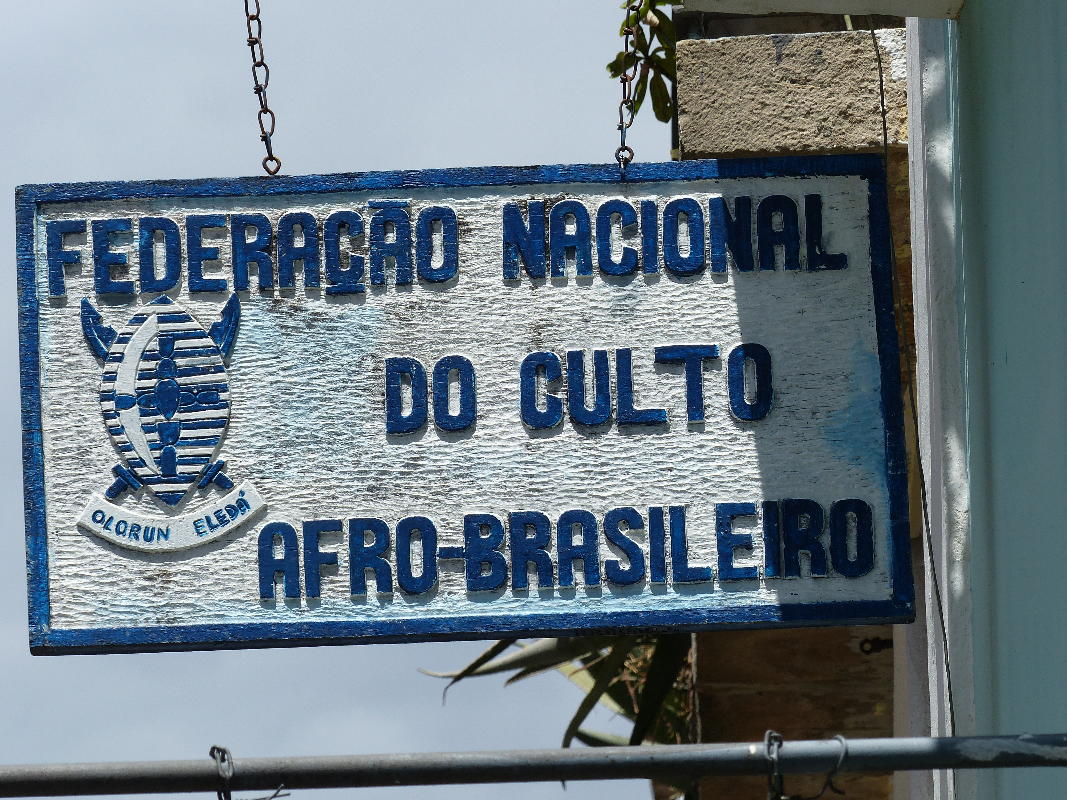 FEDERAÇÃO NACIONAL
DO CULTO
AFRO-BRASILEIRO
OLORUN ELEDÁ